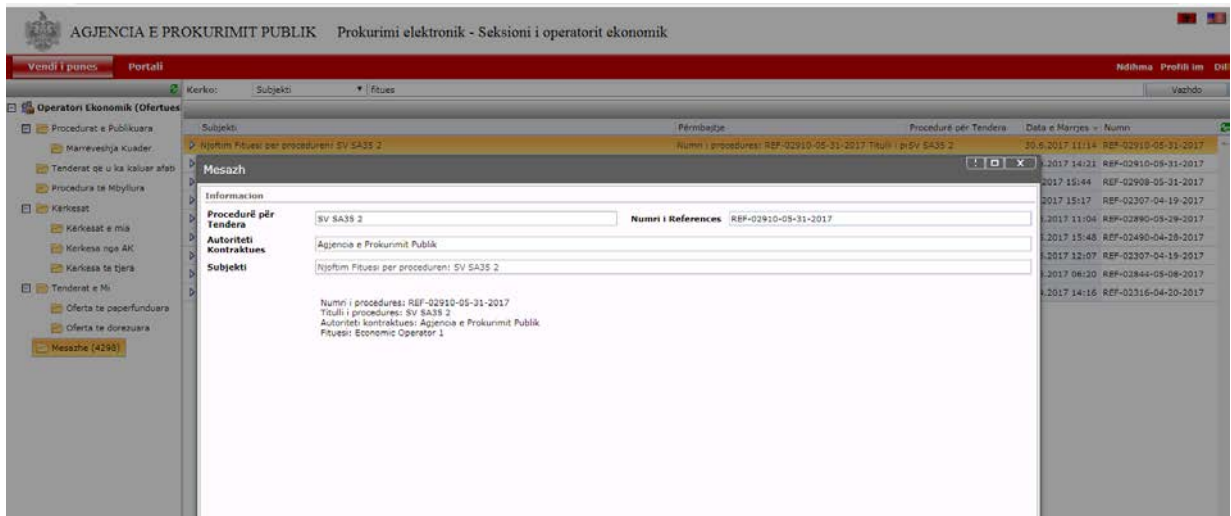 AGJENCIA E PROKURIMIT PUBLIK Prokurimi elektronik - Seksioni i operatorit ekonomik
Vendi i punes Portali Ndihma Profili im
Kerko: Subjekti fitues Vazhdo
Operatori Ekonomik (Ofertues
Procedurat e Publikuara
Marreveshja Kuader
Tenderat që u ka kaluar afati
Procedura te Mbyllura
Kerkesat
Kerkesat e mia
Kerkesa nga AK
Kerkesa te tjera
Tenderat e Mi
Oferta te paperfunduara
Oferta te dorezuara
Mesazhe (4298)
Subjekti Përmbajtje Procedurë për Tendera Data e Marrjes Numri
Njoftim Fituesi per proceduren: SV SA35 2 Numri i procedures: REF-02910-05-31-2017 Titulli i SV SA35 2 30.6.2017 11:14 REF-02910-05-31-2017
2017 14:21 REF-02910-05-31-2017
2017 15:44 REF-02908-05-31-2017
2017 15:17 REF-02307-04-19-2017
2017 11:04 REF-02890-05-29-2017
2017 15:48 REF-02490-04-28-2017
2017 12:07 REF-02307-04-19-2017
2017 06:20 REF-02844-05-08-2017
2017 14:16 REF-02316-04-20-2017
Mesazh
Informacion
Procedurë për Tendera SV SA35 2 Numri i References REF-02910-05-31-2017
Autoriteti Kontraktues Agjencia e Prokurimit Publik
Subjekti Njoftim Fituesi per proceduren: SV SA35 2
Numri i procedures: REF-02910-05-31-2017
Titulli i procedures: SV SA35 2
Autoriteti kontraktues: Agjencia e Prokurimit Publik
Fituesi: Economic Operator 1